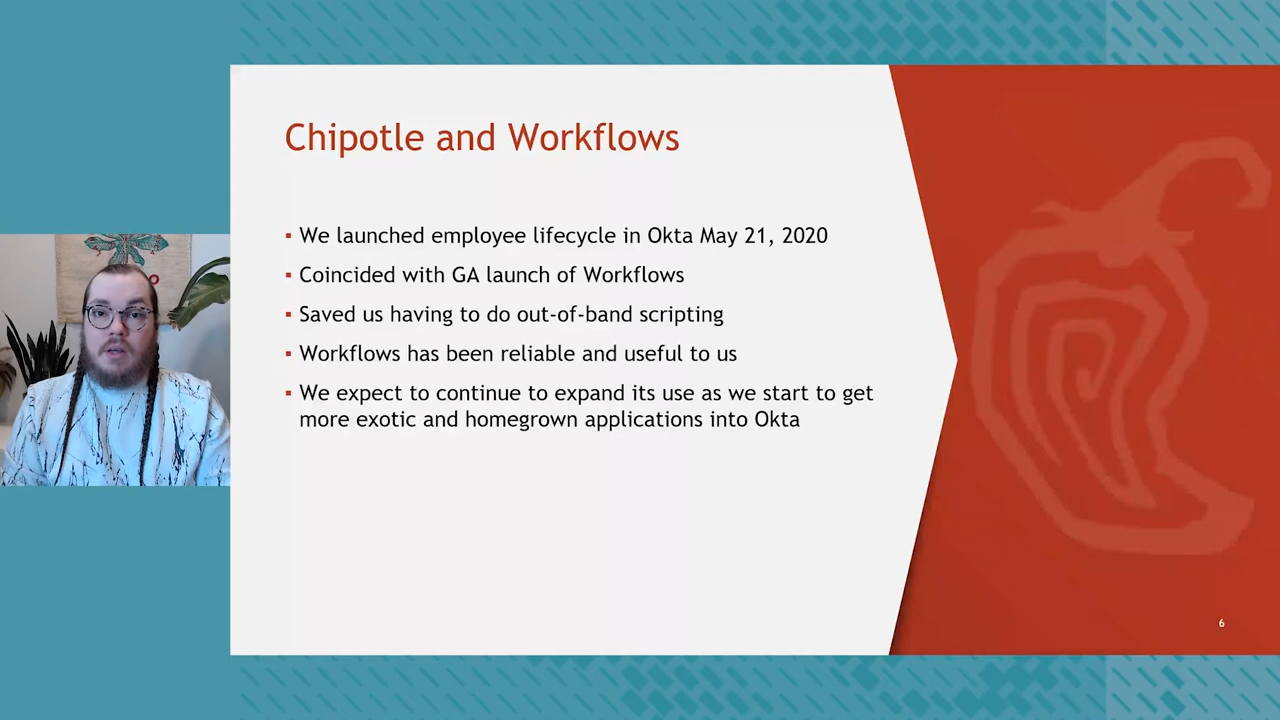 Chipotle and Workflows
▪ We launched employee lifecycle in Okta May 21, 2020
▪ Coincided with GA launch of Workflows
▪ Saved us having to do out-of-band scripting
▪ Workflows has been reliable and useful to us
▪ We expect to continue to expand its use as we start to get
more exotic and homegrown applications into Okta
6